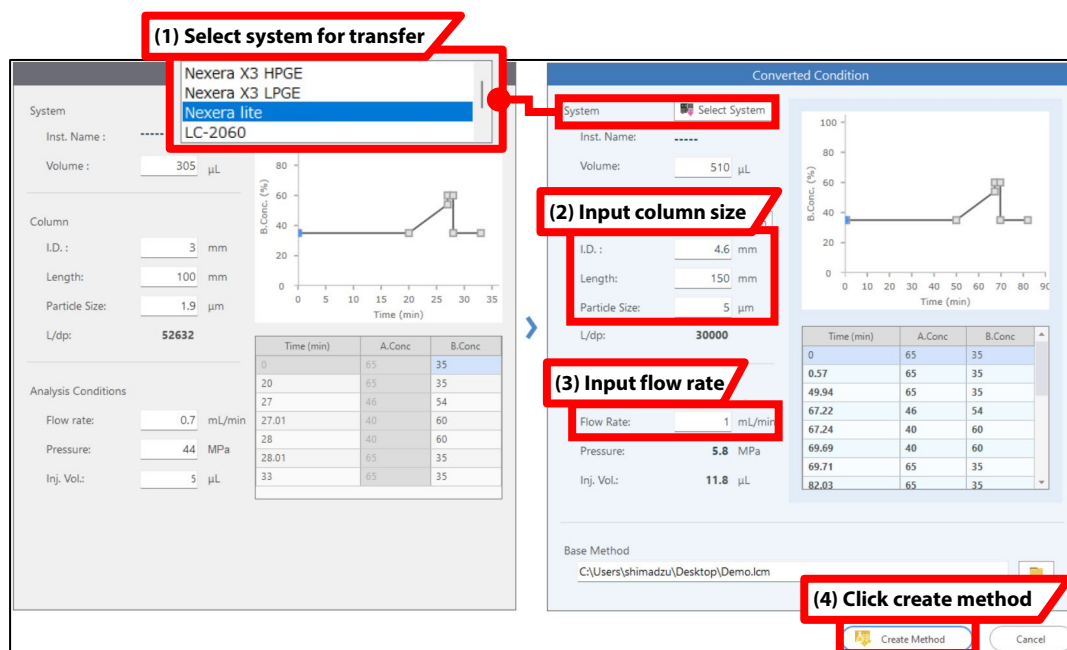 (1) Select system for transfer
Nexera X3 HPGE
Nexera X3 LPGE
Nexera lite
LC-2060
System
Inst. Name : -----
Volume : 305 µL
Column
I.D. : 3 mm
Length: 100 mm
Particle Size: 1.9 µm
L/dp: 52632
Analysis Conditions
Flow rate: 0.7 mL/min
Pressure: 44 MPa
Inj. Vol.: 5 µL
B.Conc. (%)
80
60
40
20
0
0 5 10 15 20 25 30 35
Time (min)
Time (min) A.Conc B.Conc
0 65 35
20 65 35
27 46 54
27.01 40 60
28 40 60
28.01 65 35
33 65 35
Converted Condition
System Select System
Inst. Name: -----
Volume: 510 µL
(2) Input column size
I.D. : 4.6 mm
Length: 150 mm
Particle Size: 5 µm
L/dp: 30000
(3) Input flow rate
Flow Rate: 1 mL/min
Pressure: 5.8 MPa
Inj. Vol.: 11.8 µL
B.Conc. (%)
100
80
60
40
20
0
0 10 20 30 40 50 60 70 80 90
Time (min)
Time (min) A.Conc B.Conc
0 65 35
0.57 65 35
49.94 65 35
67.22 46 54
67.24 40 60
69.69 40 60
69.71 65 35
82.03 65 35
Base Method
C:\Users\shimadzu\Desktop\Demo.lcm
(4) Click create method
Create Method Cancel